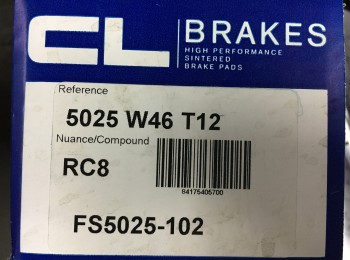 CL BRAKES
HIGH PERFORMANCE
SINTERED
BRAKE PADS
Reference
5025 W46 T12
Nuance/Compound
RC8
84175405700
FS5025-102